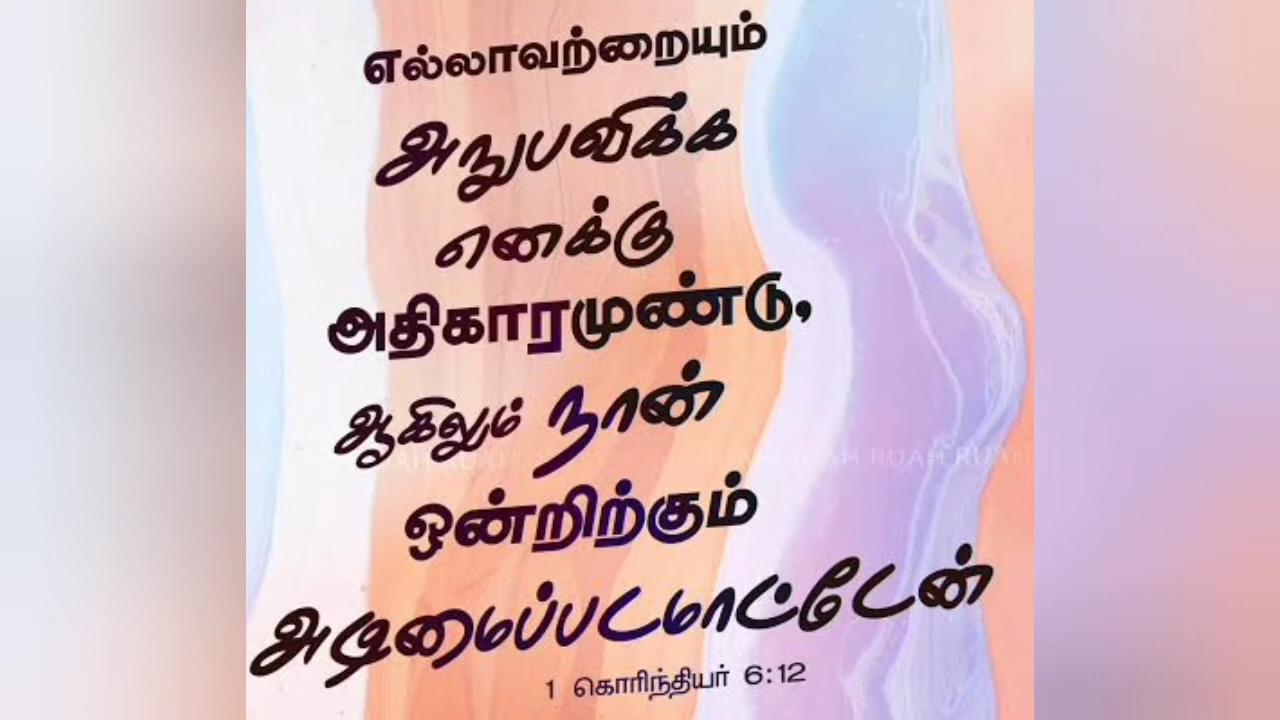 எல்லாவற்றையும்
அநுபவிக்க
எனக்கு
அதிகாரமுண்டு,
ஆகிலும் நான்
ஒன்றிற்கும்
அடிமைப்படமாட்டேன்
1 கொரிந்தியர் 6:12